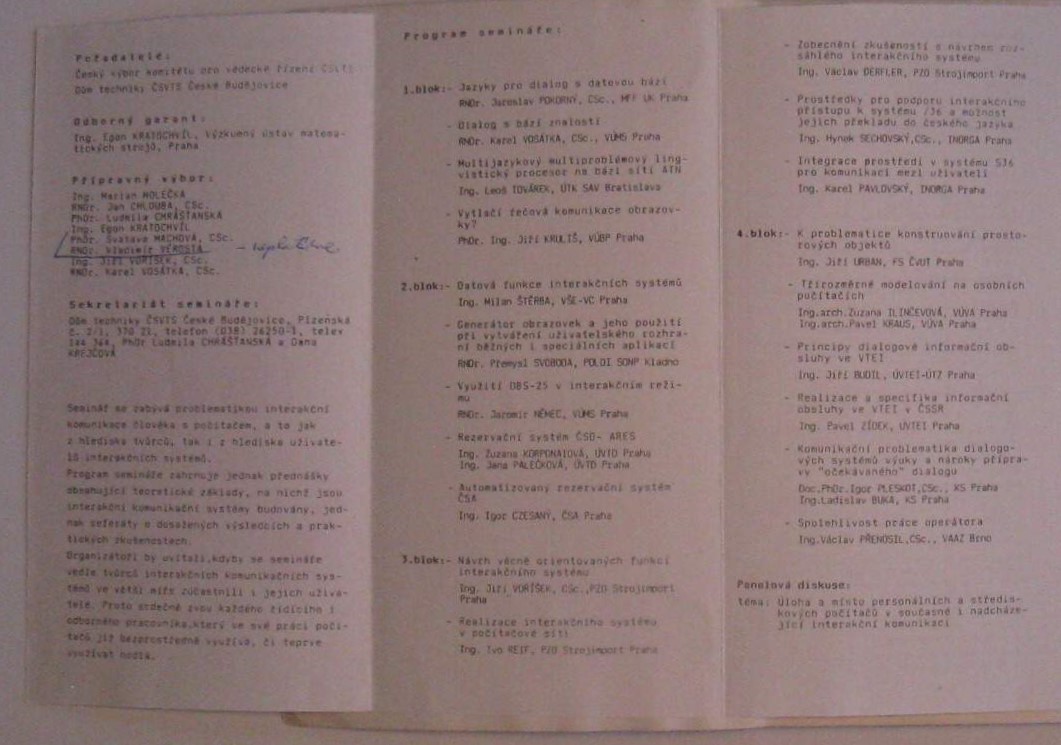 Pořadatelé:
Český výbor komitétu pro vědecké řízení ČSVTS
Dům techniky ČSVTS České Budějovice
Odborný garant:
Ing. Egon KRATOCHVÍL, Výzkumný ústav matema-
tických strojů, Praha
Přípravný výbor:
Ing. Marian MOLEČKA
RNDr. Jan CHLOUBA, CSc.
PhDr. Ludmila CHRÁŠŤANSKÁ
Ing. Egon KRATOCHVÍL
PhDr. Svatava MACHOVÁ, CSc.
RNDr. Vladimír VEROSTA
Ing. Jiří VOŘÍŠEK, CSc.
RNDr. Karel VOSÁTKA, CSc.
Sekretariát semináře:
Dům techniky ČSVTS České Budějovice, Plzeňská
č. 2/1, 370 21, telefon (038) 26250-1, telex
144 344, PhDr Ludmila CHRÁŠŤANSKÁ a Dana
KREJČOVÁ
Seminář se zabývá problematikou interakční
komunikace člověka s počítačem, a to jak
z hlediska tvůrců, tak i z hlediska uživate-
lů interakčních systémů.
Program semináře zahrnuje jednak přednášky
obsahující teoretické základy, na nichž jsou
interakční komunikační systémy budovány, jed-
nak referáty o dosažených výsledcích a prak-
tických zkušenostech.
Organizátoři by uvítali,kdyby se semináře
vedle tvůrců interakčních komunikačních sys-
témů ve větší míře zúčastnili i jejich uživa-
telé. Proto srdečně zvou každého řídícího i
odborného pracovníka,který ve své práci počí-
tačů již bezprostředně využívá, či teprve
využívat hodlá.
Program semináře:
1.blok:- Jazyky pro dialog s datovou bází
RNDr. Jaroslav POKORNÝ, CSc., MFF UK Praha
- Dialog s bází znalostí
RNDr. Karel VOSÁTKA, CSc., VÚMS Praha
- Multijazykový multiproblémový ling-
vistický procesor na bázi sítí ATN
Ing. Leoš TOVÁREK, ÚTK SAV Bratislava
- Vytlačí řečová komunikace obrazov-
ky?
PhDr. Ing. Jiří KRULIŠ, VÚBP Praha
2.blok:- Datová funkce interakčních systémů
Ing. Milan ŠTĚRBA, VŠE-VC Praha
- Generátor obrazovek a jeho použití
při vytváření uživatelského rozhra-
ní běžných i speciálních aplikací
RNDr. Přemysl SVOBODA, POLDI SONP Kladno
- Využití DBS-25 v interakčním reži-
mu
RNDr. Jaromír NĚMEC, VÚMS Praha
- Rezervační systém ČSD- ARES
Ing. Zuzana KORPONAIOVÁ, ÚVTD Praha
Ing. Jana PALEČKOVÁ, ÚVTD Praha
- Automatizovaný rezervační systém
ČSA
Ing. Igor CZESANÝ, ČSA Praha
3.blok:- Návrh věcně orientovaných funkcí
interakčního systému
Ing. Jiří VOŘÍŠEK, CSc.,PZO Strojimport
Praha
- Realizace interakčního systému
v počítačové síti
Ing. Ivo REIF, PZO Strojimport Praha
- Zobecnění zkušeností s návrhem roz-
sáhlého interakčního systému
Ing. Václav DERFLER, PZO Strojimport Praha
- Prostředky pro podporu interakčního
přístupu k systému /36 a možnost
jejich překladu do českého jazyka
Ing. Hynek SECHOVSKÝ,CSc., INORGA Praha
- Integrace prostředí v systému S36
pro komunikaci mezi uživateli
Ing. Karel PAVLOVSKÝ, INORGA Praha
4.blok:- K problematice konstruování prosto-
rových objektů
Ing. Jiří URBAN, FS ČVUT Praha
- Třírozměrné modelování na osobních
počítačích
Ing.arch.Zuzana ILINČEVOVÁ, VÚVA Praha
Ing.arch.Pavel KRAUS, VÚVA Praha
- Principy dialogové informační ob-
sluhy ve VTEI
Ing. Jiří BUDIL, ÚVTEI-ÚTZ Praha
- Realizace a specifika informační
obsluhy ve VTEI v ČSSR
Ing. Pavel ŽÍDEK, ÚVTEI Praha
- Komunikační problematika dialogo-
vých systémů výuky a nároky přípra-
vy "očekávaného" dialogu
Doc.PhDr.Igor PLESKOT,CSc., KS Praha
Ing.Ladislav BUKA, KS Praha
- Spolehlivost práce operátora
Ing.Václav PŘENOSIL,CSc., VAAZ Brno
Panelová diskuse:
téma: Úloha a místo personálních a středis-
kových počítačů v současné i nadcháze-
jící interakční komunikaci